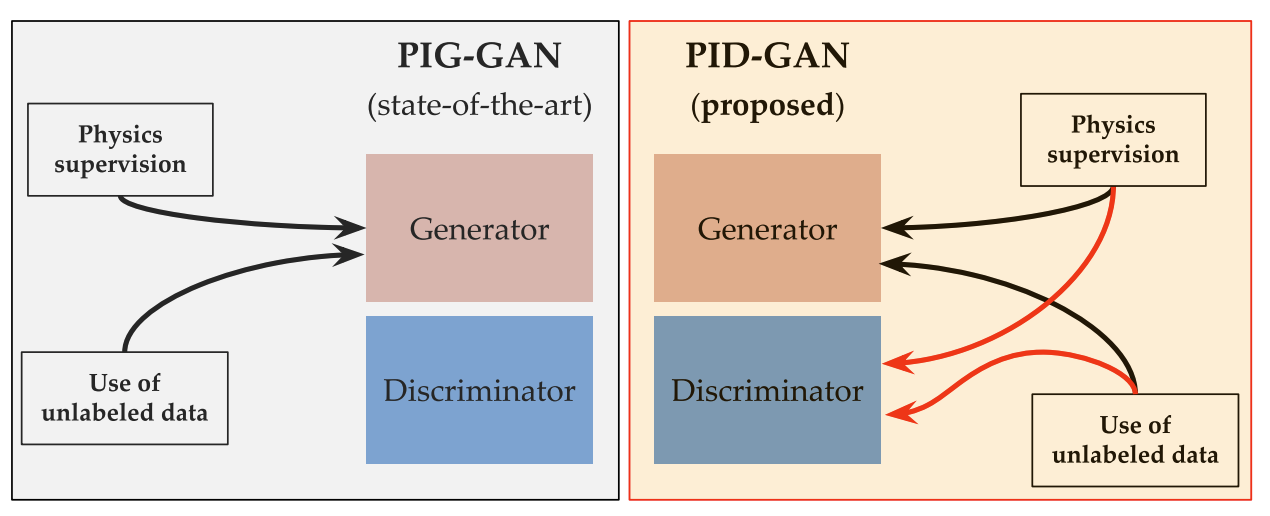 PIG-GAN
(state-of-the-art)
Physics
supervision
Generator
Use of
unlabeled data
Discriminator
PID-GAN
(proposed)
Physics
supervision
Generator
Discriminator
Use of
unlabeled data